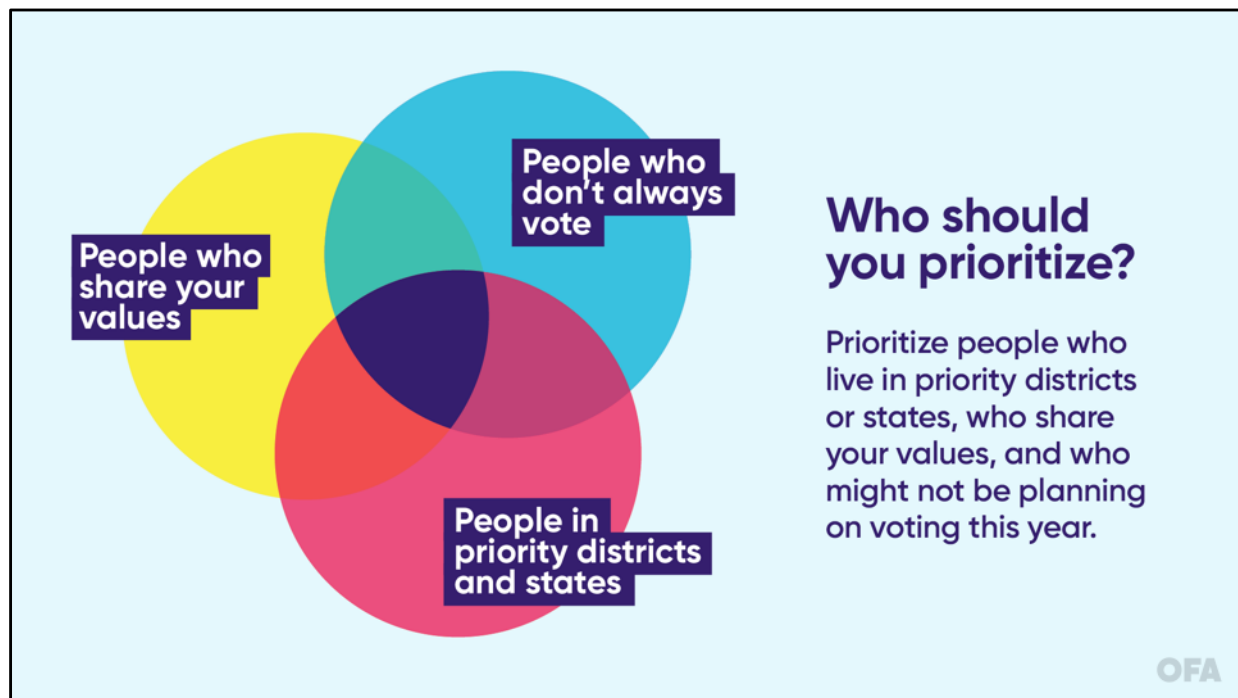 People who
don't always
vote
People who
share your
values
People in
priority districts
and states
Who should
you prioritize?
Prioritize people who
live in priority districts
or states, who share
your values, and who
might not be planning
on voting this year.
OFA